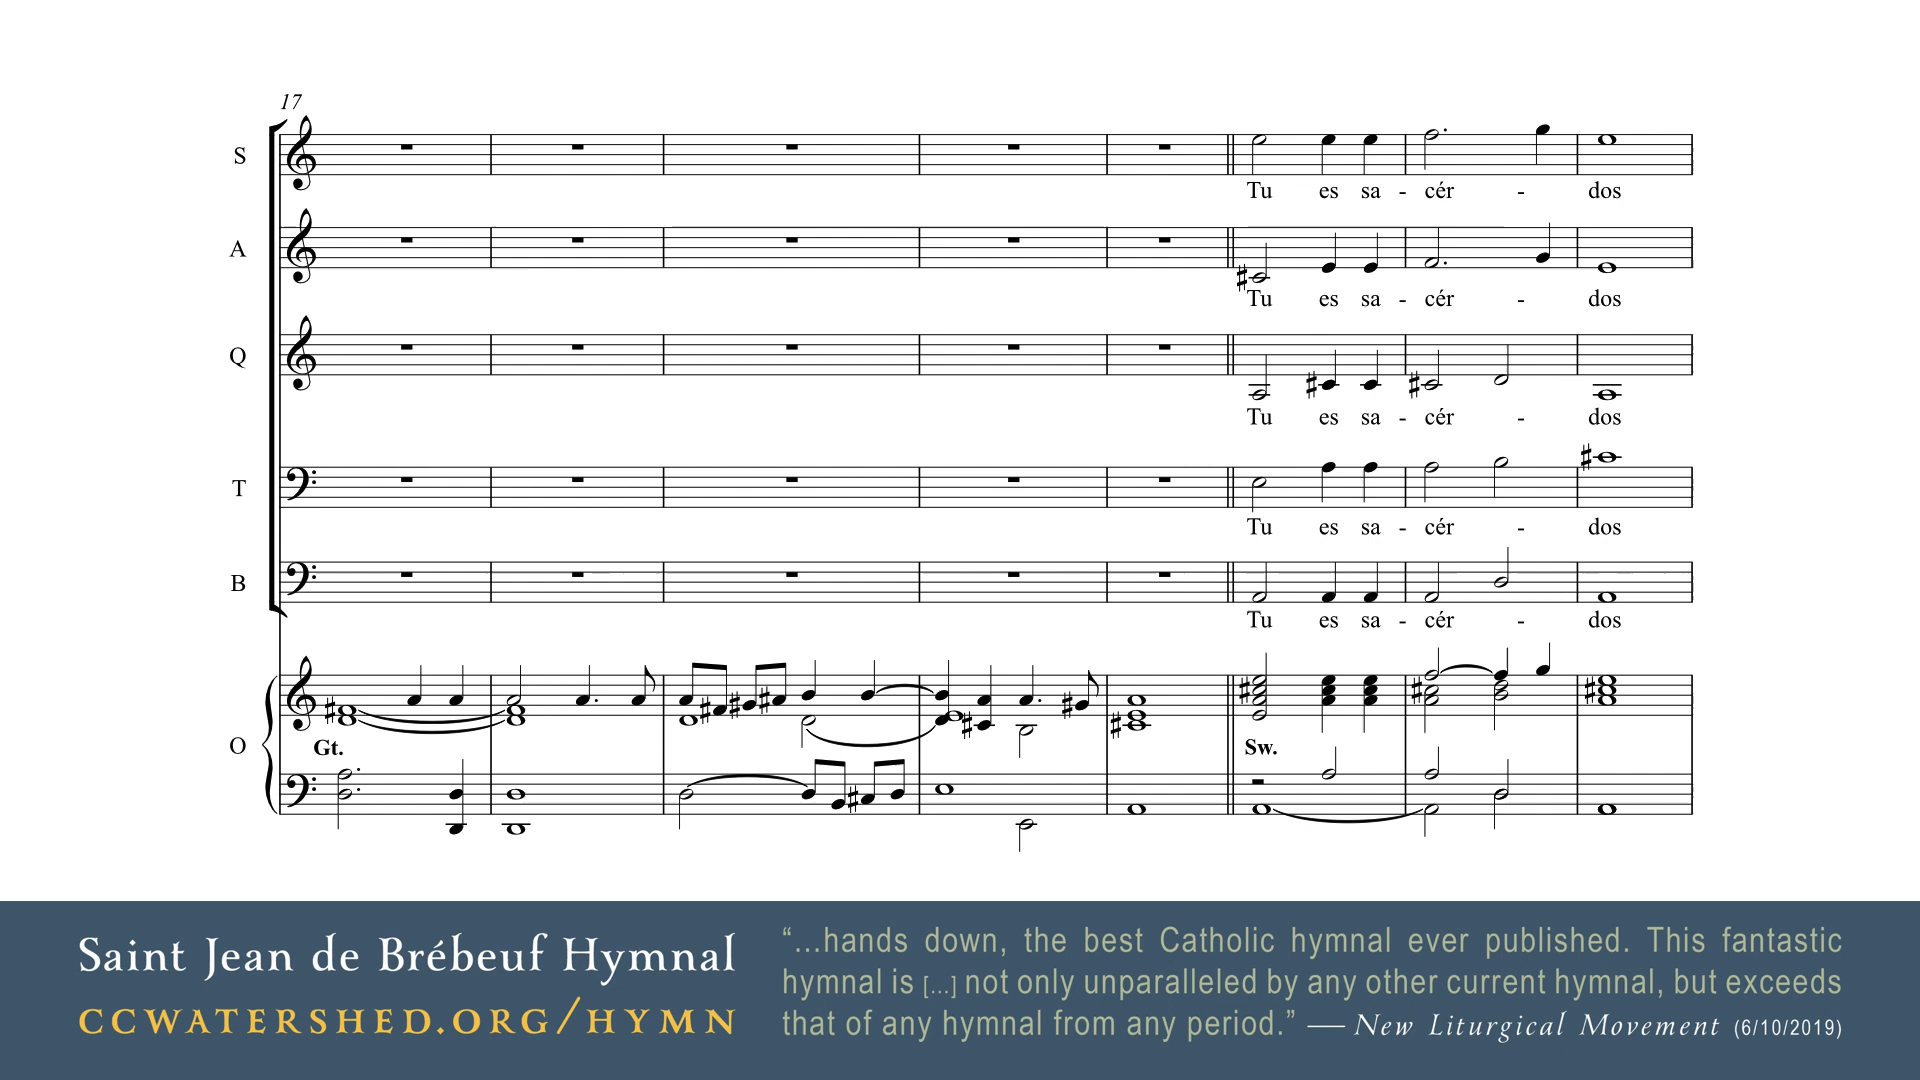 17
S
Tu es sa - cér - dos
A
Tu es sa - cér - dos
Q
Tu es sa - cér - dos
T
Tu es sa - cér - dos
B
Tu es sa - cér - dos
O
Gt. Sw.
Saint Jean de Brébeuf Hymnal
CCWATERSHED.ORG/HYMN
“...hands down, the best Catholic hymnal ever published. This fantastic
hymnal is [...] not only unparalleled by any other current hymnal, but exceeds
that of any hymnal from any period.” — New Liturgical Movement (6/10/2019)